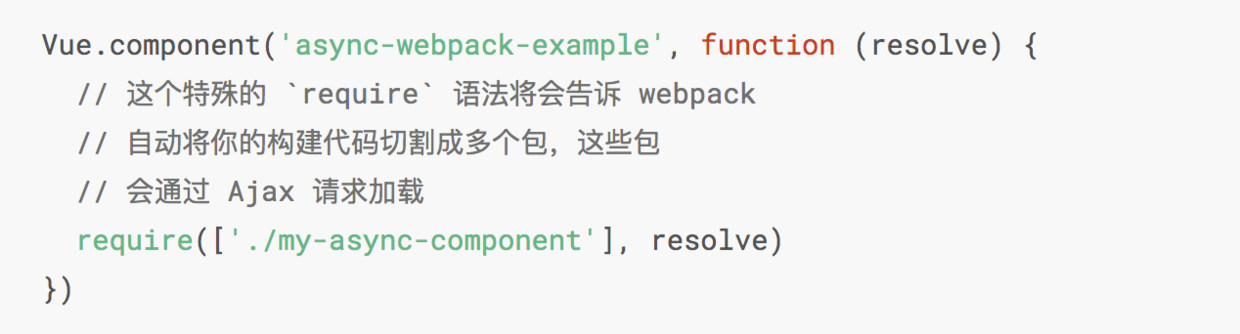 Vue.component('async-webpack-example', function (resolve) {
  // 这个特殊的 `require` 语法将会告诉 webpack
  // 自动将你的构建代码切割成多个包，这些包
  // 会通过 Ajax 请求加载
  require(['./my-async-component'], resolve)
})